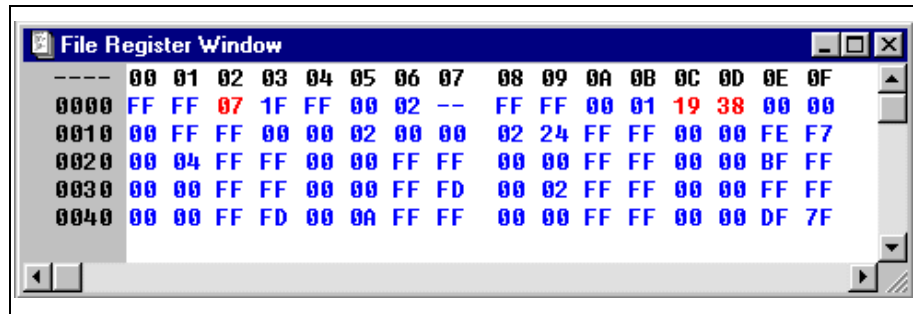 File Register Window
---- 00 01 02 03 04 05 06 07 08 09 0A 0B 0C 0D 0E 0F
0000 FF FF 07 1F FF 00 02 -- FF FF 00 01 19 38 00 00
0010 00 FF FF 00 00 02 00 00 02 24 FF FF 00 00 FE F7
0020 00 04 FF FF 00 00 FF FF 00 00 FF FF 00 00 BF FF
0030 00 00 FF FF 00 00 FF FD 00 02 FF FF 00 00 FF FF
0040 00 00 FF FD 00 0A FF FF 00 00 FF FF 00 00 DF 7F